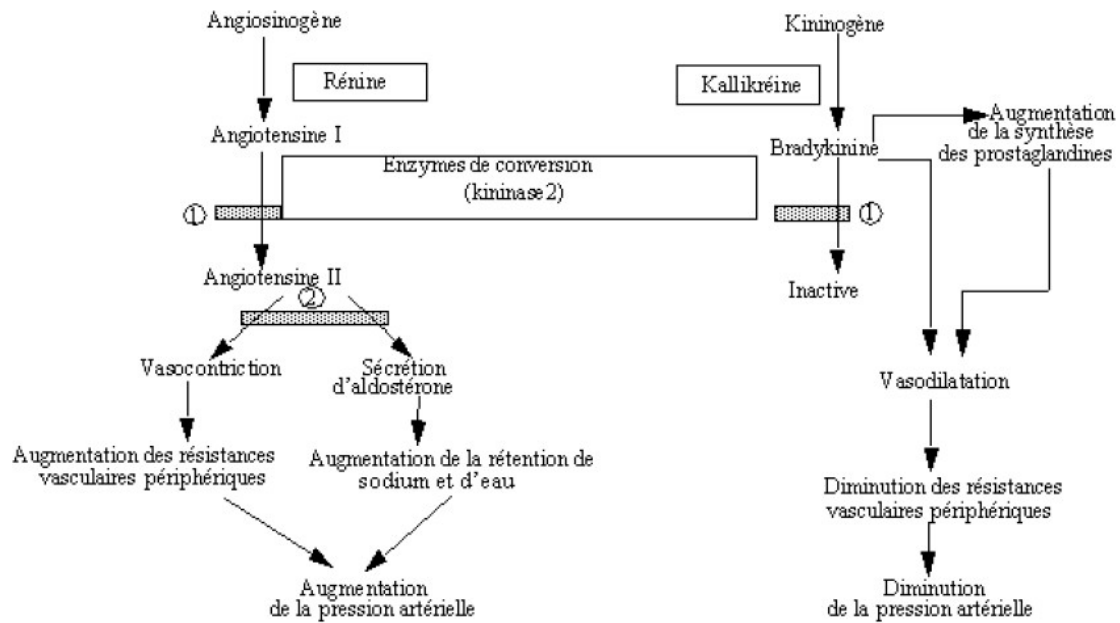 Angiosinogène
Kininogène
Rénine
Kallikréine
Angiotensine I
Bradykinine
Augmentation
de la synthèse
des prostaglandines
Enzymes de conversion
(kininase2)
①
①
Angiotensine II
Inactive
②
Vasocontriction
Sécrétion
d'aldostérone
Vasodilatation
Augmentation des résistances
vasculaires périphériques
Augmentation de la rétention de
sodium et d'eau
Diminution des résistances
vasculaires périphériques
Augmentation
de la pression artérielle
Diminution
de la pression artérielle